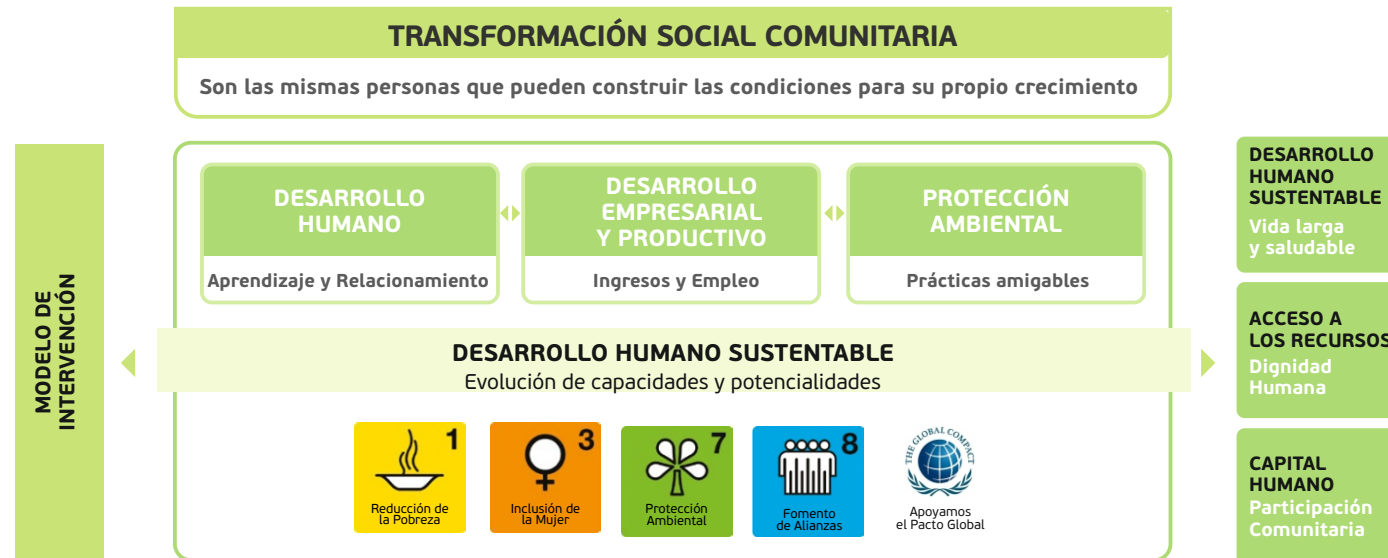 TRANSFORMACIÓN SOCIAL COMUNITARIA
Son las mismas personas que pueden construir las condiciones para su propio crecimiento
MODELO DE
INTERVENCIÓN
DESARROLLO
HUMANO
Aprendizaje y Relacionamiento
DESARROLLO
EMPRESARIAL
Y PRODUCTIVO
Ingresos y Empleo
PROTECCIÓN
AMBIENTAL
Prácticas amigables
DESARROLLO HUMANO SUSTENTABLE
Evolución de capacidades y potencialidades
1
Reducción de
la Pobreza
3
Inclusión de
la Mujer
7
Protección
Ambiental
8
Fomento
de Alianzas
THE GLOBAL COMPACT
Apoyamos
el Pacto Global
DESARROLLO
HUMANO
SUSTENTABLE
Vida larga
y saludable
ACCESO A
LOS RECURSOS
Dignidad
Humana
CAPITAL
HUMANO
Participación
Comunitaria